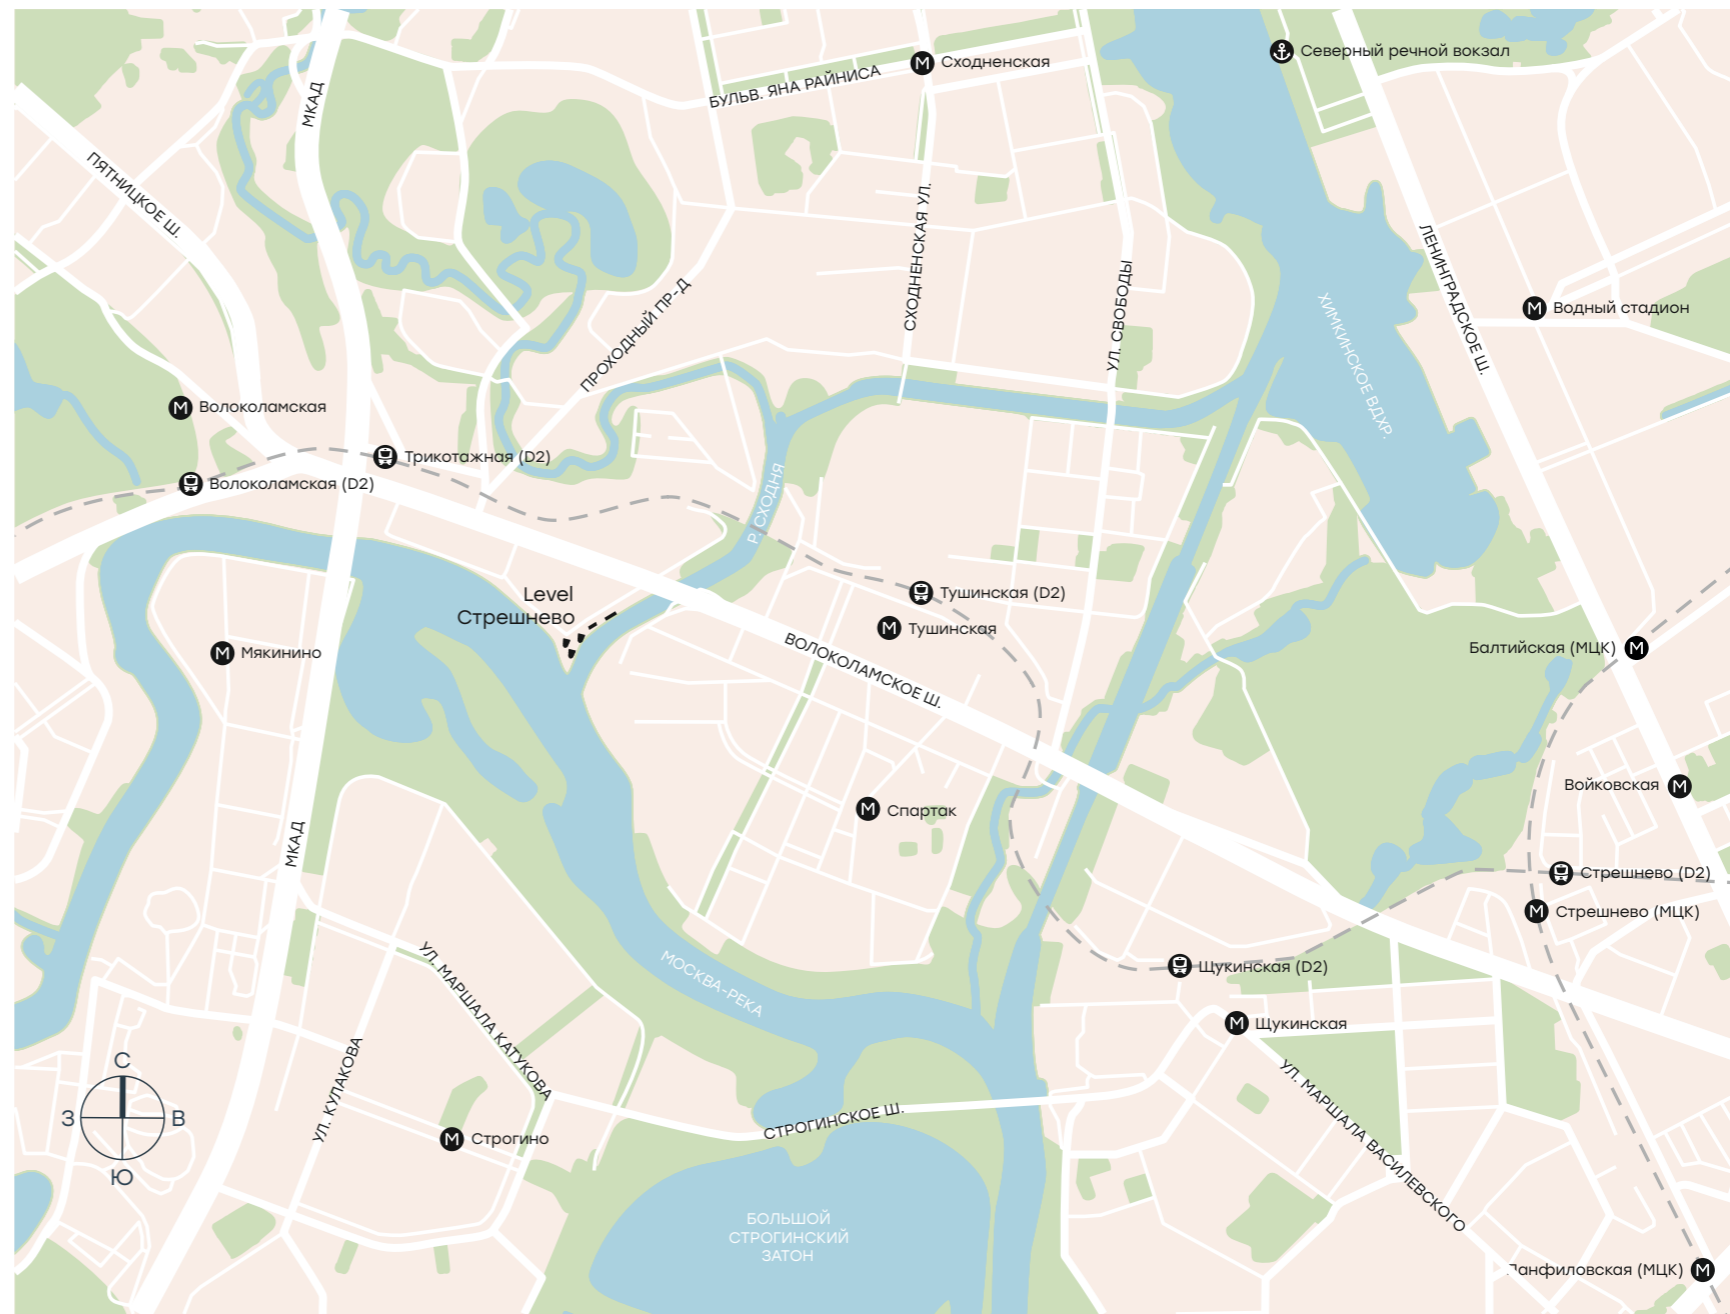 Северный речной вокзал
Сходненская
БУЛЬВ. ЯНА РАЙНИСА
МКАД
ПЯТНИЦКОЕ Ш.
СХОДНЕНСКАЯ УЛ.
УЛ. СВОБОДЫ
ЛЕНИНГРАДСКОЕ Ш.
ХИМКИНСКОЕ ВДХР.
Водный стадион
ПРОХОДНЫЙ ПР-Д
Волоколамская
Трикотажная (D2)
Волоколамская (D2)
Р. СХОДНЯ
Level
Стрешнево
Тушинская (D2)
Тушинская
Мякинино
ВОЛОКОЛАМСКОЕ Ш.
Балтийская (МЦК)
Войковская
Спартак
МКАД
Стрешнево (D2)
Стрешнево (МЦК)
УЛ. МАРШАЛА КАТУКОВА
МОСКВА-РЕКА
Щукинская (D2)
Щукинская
УЛ. КУЛАКОВА
УЛ. МАРШАЛА ВАСИЛЕВСКОГО
СТРОГИНСКОЕ Ш.
Строгино
С
З
В
Ю
БОЛЬШОЙ
СТРОГИНСКИЙ
ЗАТОН
Панфиловская (МЦК)